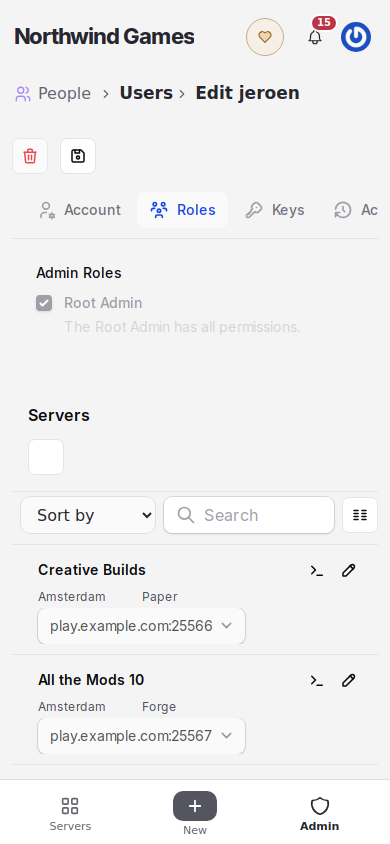 Northwind Games
15
People > Users > Edit jeroen
Account
Roles
Keys
Ac
Admin Roles
Root Admin
The Root Admin has all permissions.
Servers
Sort by
Search
Creative Builds
Amsterdam Paper
play.example.com:25566
All the Mods 10
Amsterdam Forge
play.example.com:25567
Servers
New
Admin